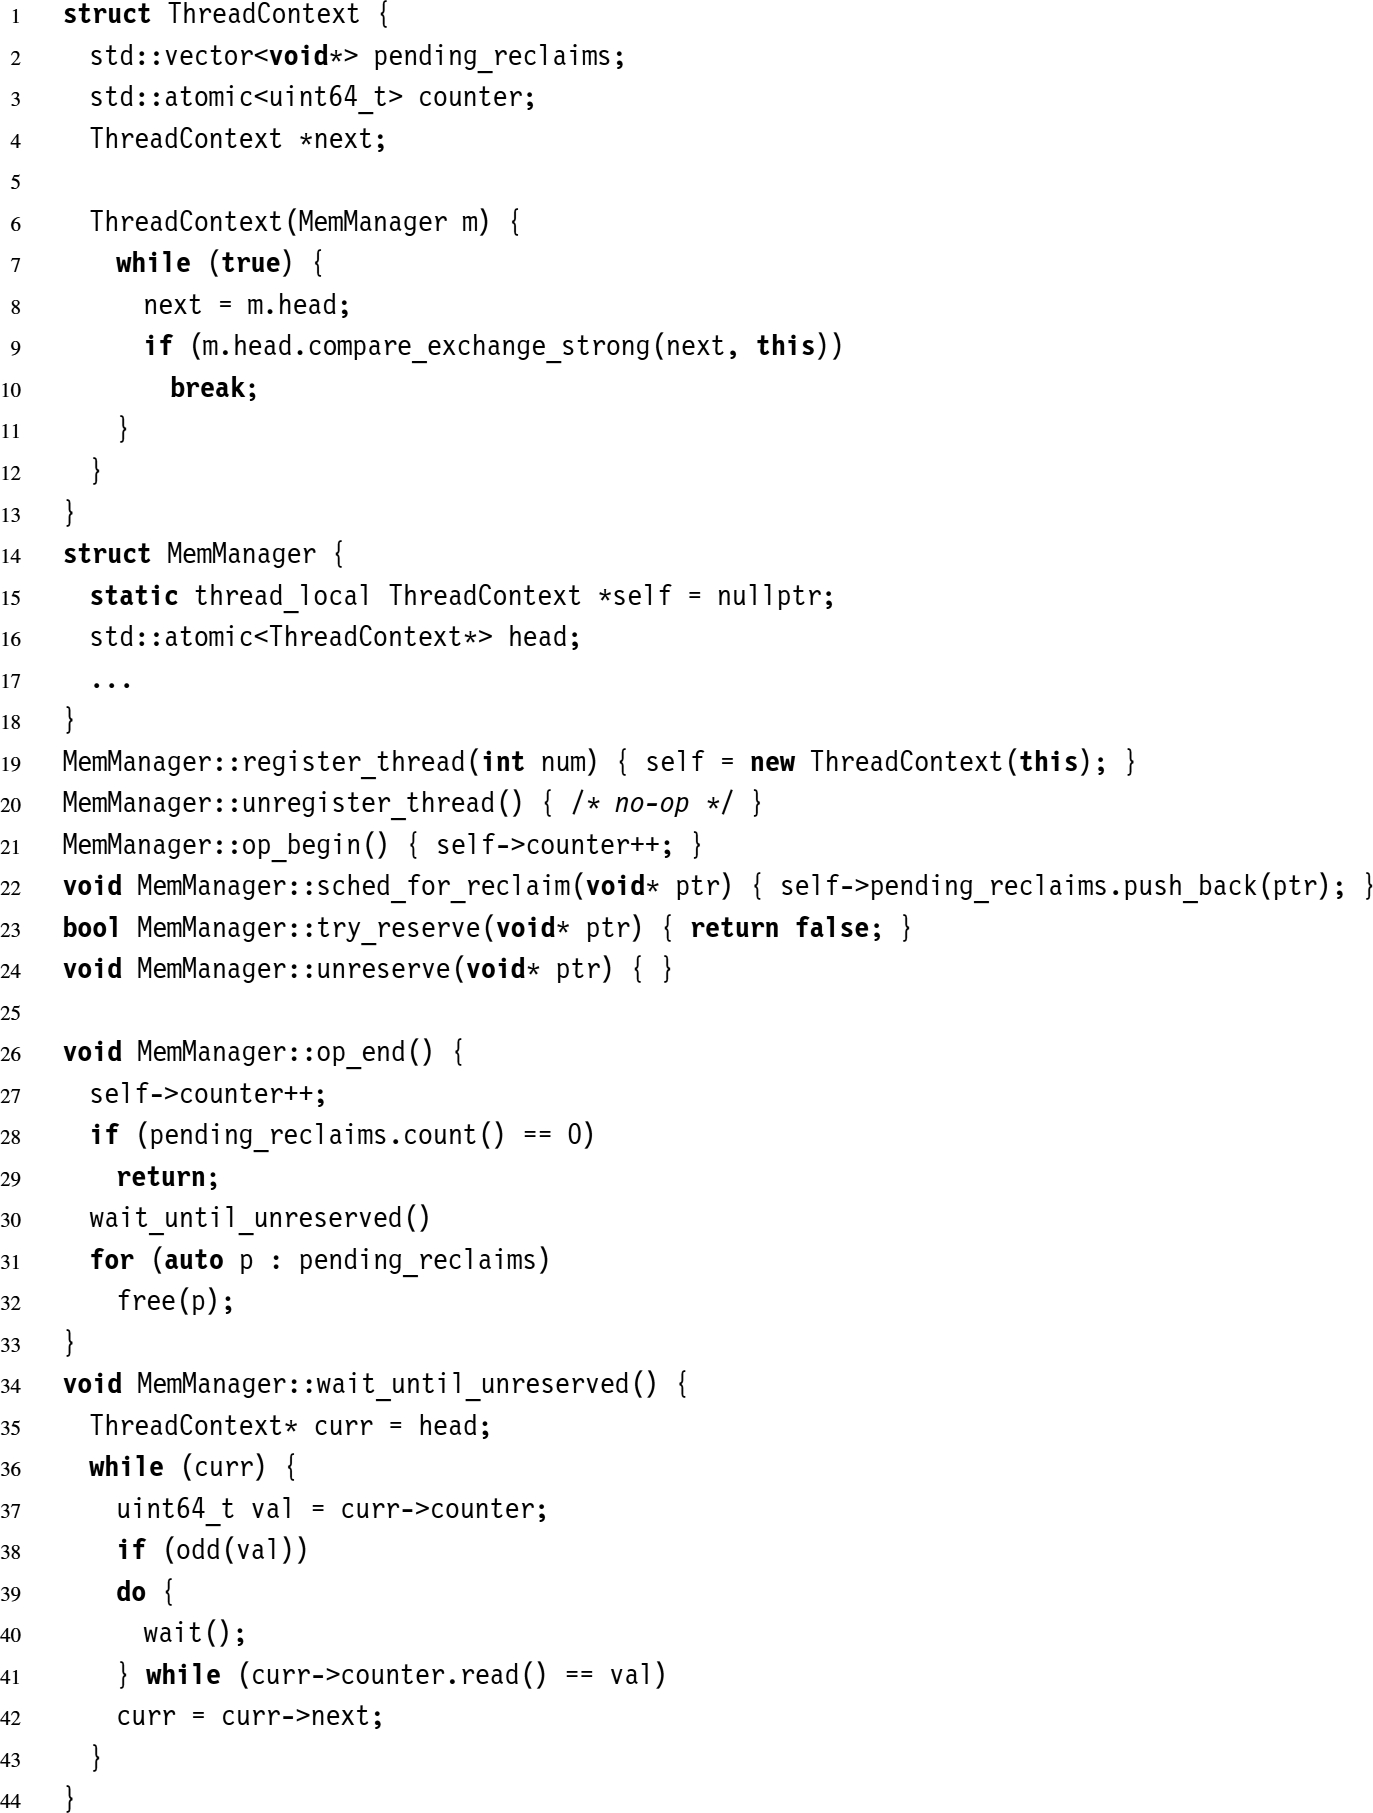 1 struct ThreadContext {
2 std::vector<void*> pending_reclaims;
3 std::atomic<uint64_t> counter;
4 ThreadContext *next;
5
6 ThreadContext(MemManager m) {
7 while (true) {
8 next = m.head;
9 if (m.head.compare_exchange_strong(next, this))
10 break;
11 }
12 }
13 }
14 struct MemManager {
15 static thread_local ThreadContext *self = nullptr;
16 std::atomic<ThreadContext*> head;
17 ...
18 }
19 MemManager::register_thread(int num) { self = new ThreadContext(this); }
20 MemManager::unregister_thread() { /* no-op */ }
21 MemManager::op_begin() { self->counter++; }
22 void MemManager::sched_for_reclaim(void* ptr) { self->pending_reclaims.push_back(ptr); }
23 bool MemManager::try_reserve(void* ptr) { return false; }
24 void MemManager::unreserve(void* ptr) { }
25
26 void MemManager::op_end() {
27 self->counter++;
28 if (pending_reclaims.count() == 0)
29 return;
30 wait_until_unreserved()
31 for (auto p : pending_reclaims)
32 free(p);
33 }
34 void MemManager::wait_until_unreserved() {
35 ThreadContext* curr = head;
36 while (curr) {
37 uint64_t val = curr->counter;
38 if (odd(val))
39 do {
40 wait();
41 } while (curr->counter.read() == val)
42 curr = curr->next;
43 }
44 }